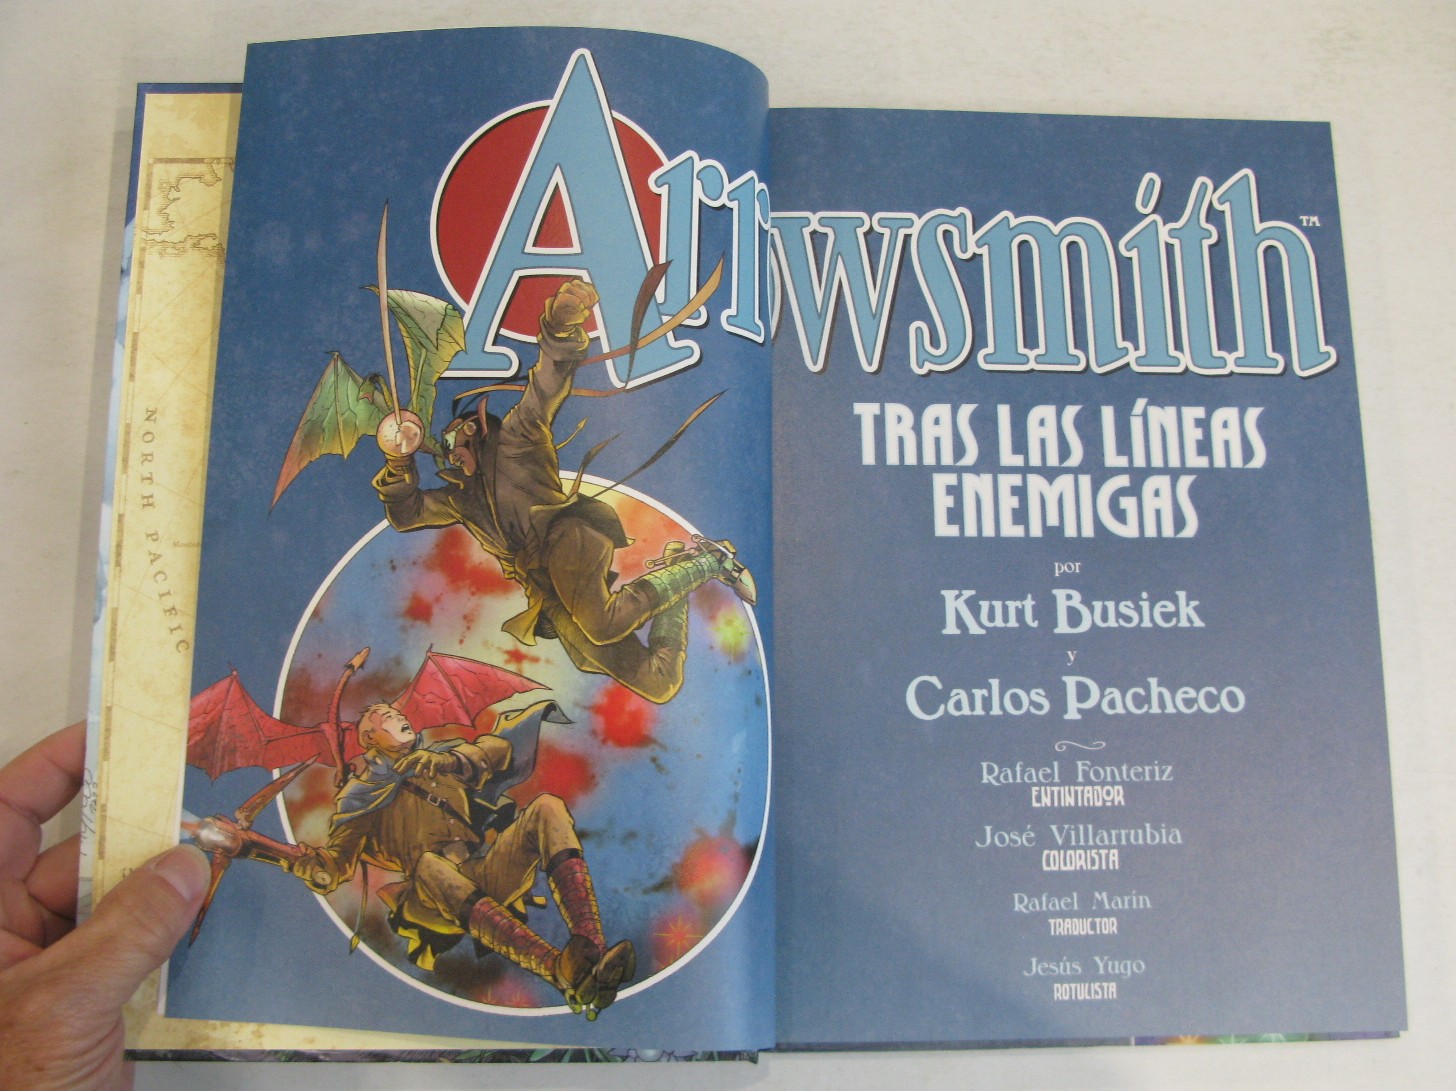 NORTH PACIFIC
Arrowsmith™
TRAS LAS LÍNEAS
ENEMIGAS
por
Kurt Busiek
y
Carlos Pacheco
Rafael Fonteriz
ENTINTADOR
José Villarrubia
COLORISTA
Rafael Marín
TRADUCTOR
Jesús Yugo
ROTULISTA